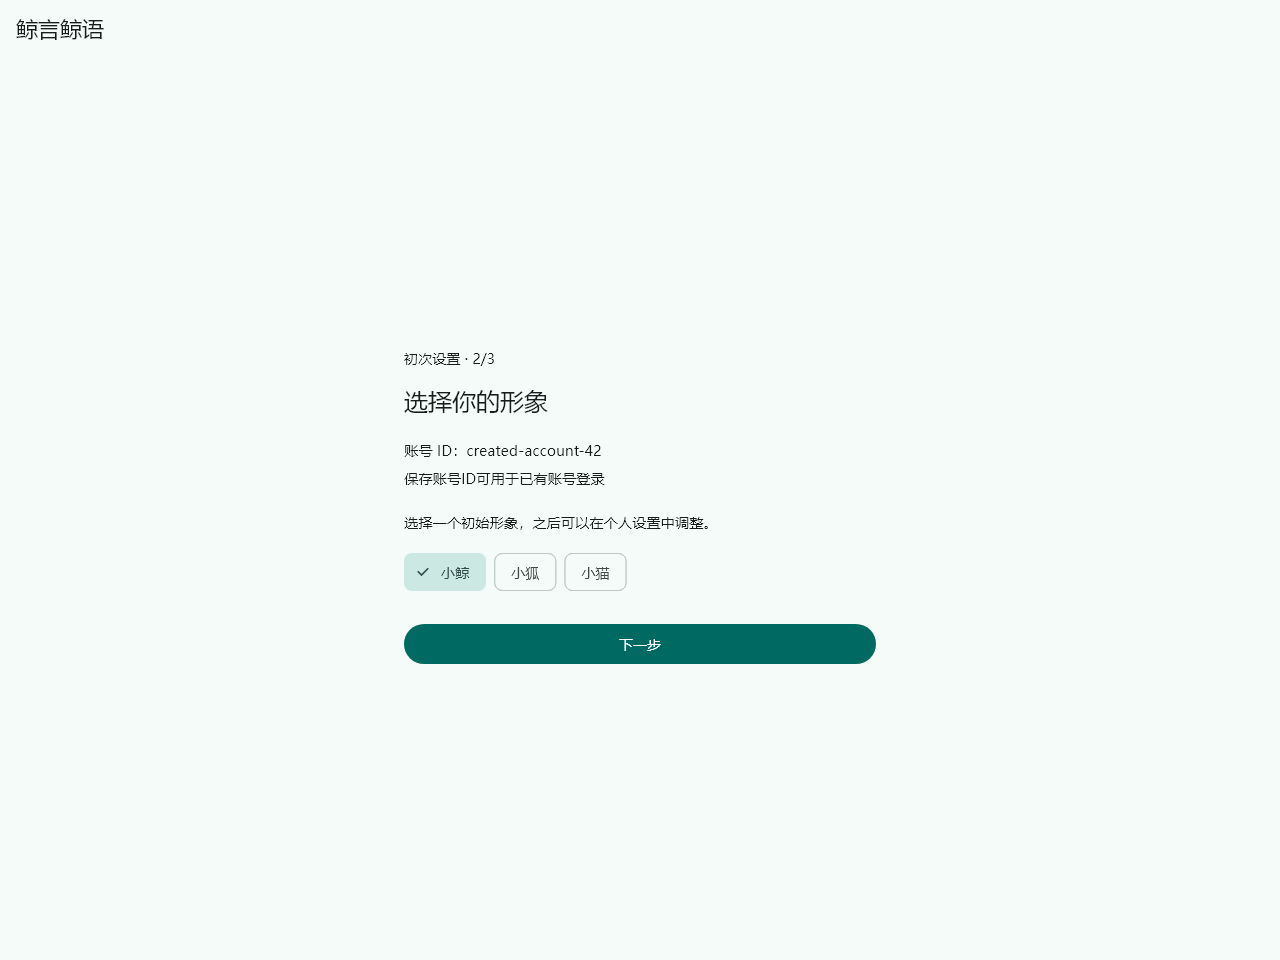 鲸言鲸语
初次设置 · 2/3
选择你的形象
账号 ID：created-account-42
保存账号ID可用于已有账号登录
选择一个初始形象，之后可以在个人设置中调整。
小鲸 小狐 小猫
下一步